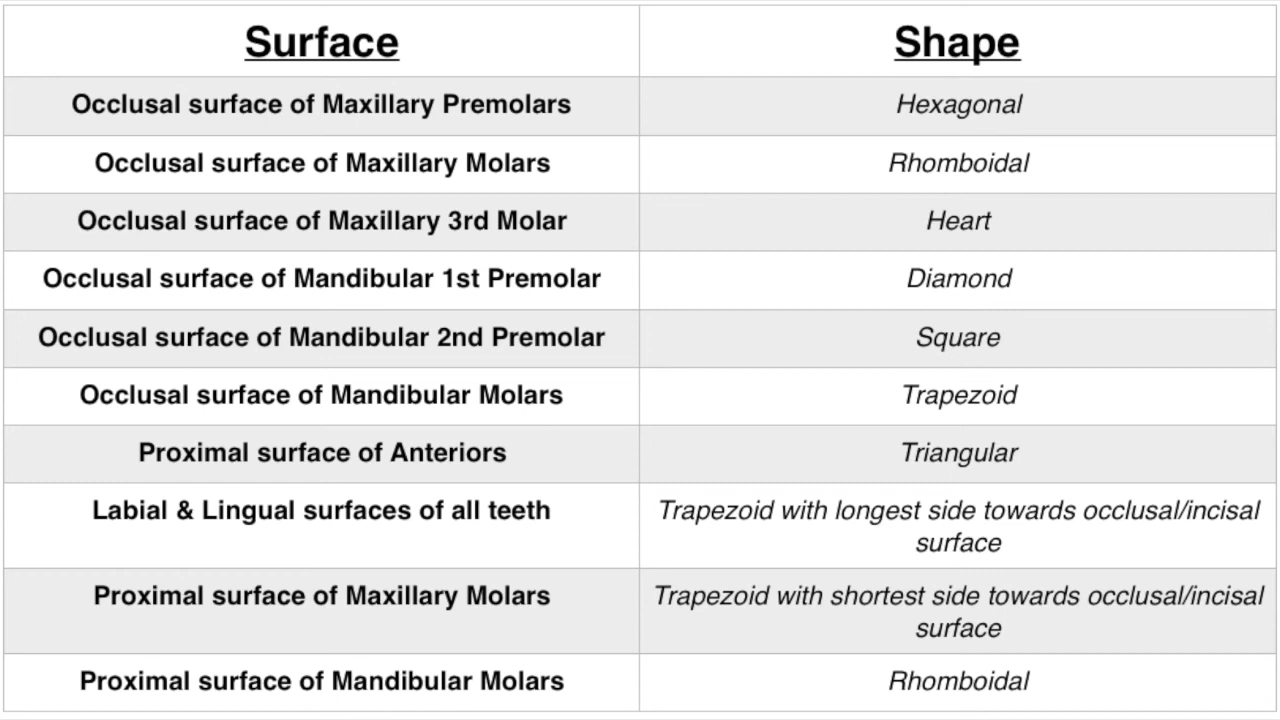 Surface Shape
Occlusal surface of Maxillary Premolars Hexagonal
Occlusal surface of Maxillary Molars Rhomboidal
Occlusal surface of Maxillary 3rd Molar Heart
Occlusal surface of Mandibular 1st Premolar Diamond
Occlusal surface of Mandibular 2nd Premolar Square
Occlusal surface of Mandibular Molars Trapezoid
Proximal surface of Anteriors Triangular
Labial & Lingual surfaces of all teeth Trapezoid with longest side towards occlusal/incisal
surface
Proximal surface of Maxillary Molars Trapezoid with shortest side towards occlusal/incisal
surface
Proximal surface of Mandibular Molars Rhomboidal